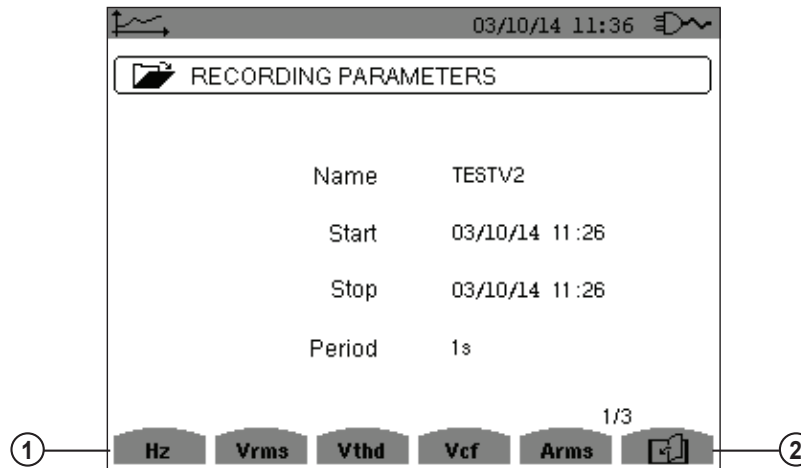 03/10/14 11:36
RECORDING PARAMETERS
Name TESTV2
Start 03/10/14 11:26
Stop 03/10/14 11:26
Period 1s
1/3
1 Hz Vrms Vthd Vcf Arms 2